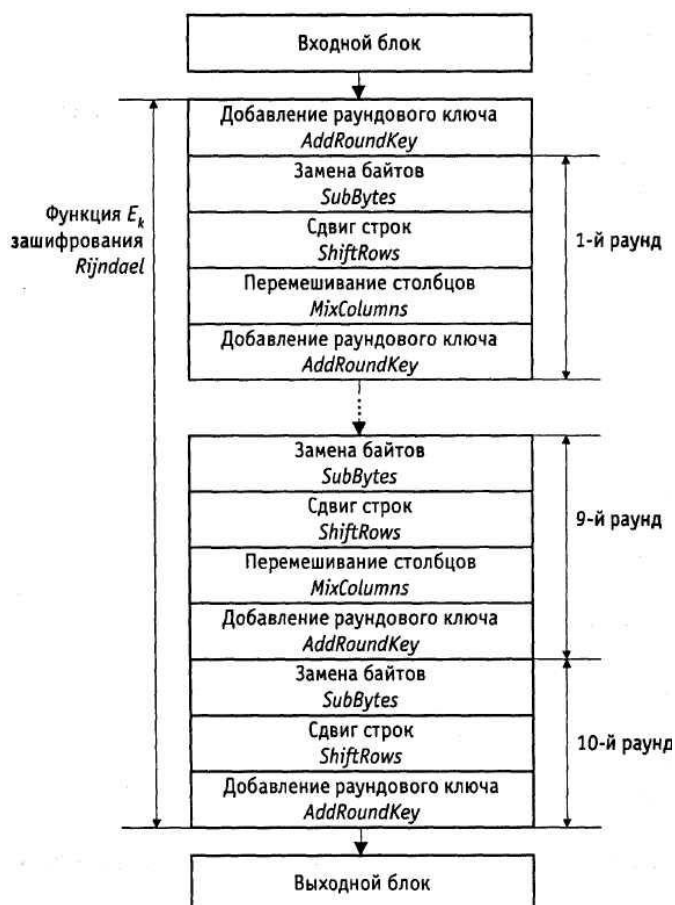 Входной блок
Добавление раундового ключа
AddRoundKey
Замена байтов
SubBytes
Сдвиг строк
ShiftRows
Перемешивание столбцов
MixColumns
Добавление раундового ключа
AddRoundKey
Функция E_k
зашифрования
Rijndael
1-й раунд
Замена байтов
SubBytes
Сдвиг строк
ShiftRows
Перемешивание столбцов
MixColumns
Добавление раундового ключа
AddRoundKey
9-й раунд
Замена байтов
SubBytes
Сдвиг строк
ShiftRows
Добавление раундового ключа
AddRoundKey
10-й раунд
Выходной блок